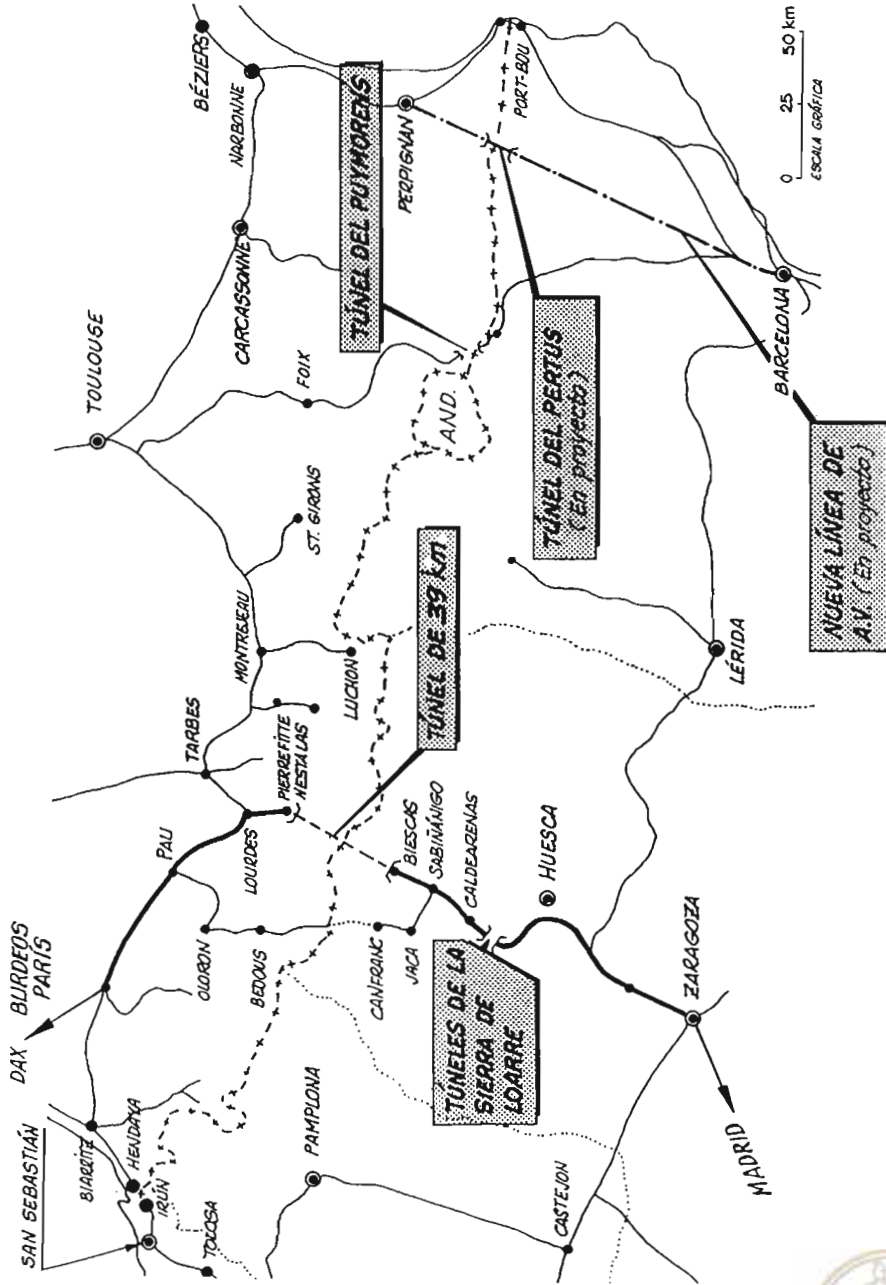 SAN SEBASTIÁN
DAX BURDEOS
PARÍS
BIARRITZ
HENDAYA
IRÚN
TOLOSA
PAMPLONA
CASTEJON
PAU
OLORON
BEDOUS
LOURDES
TARBES
PIERREFITTE
NESTALAS
MONTREJEAU
LUCHON
ST. GIRONS
TOULOUGE
FOIX
CARCASSONNE
NARBONNE
BÉZIERS
PERPIGNAN
PORT-BOU
AND.
TÚNEL DEL PUYMORENS
TÚNEL DE 39 km
TÚNEL DEL PERTUS
(En proyecto)
CANFRANC
JACA
BIESCAS
SABIÑÁNIGO
CALDEARENAS
HUESCA
TÚNELES DE LA
SIERRA DE
LOARRE
ZARAGOZA
MADRID
LÉRIDA
BARCELONA
NUEVA LÍNEA DE
A.V. (En proyecto)
0 25 50 km
ESCALA GRÁFICA